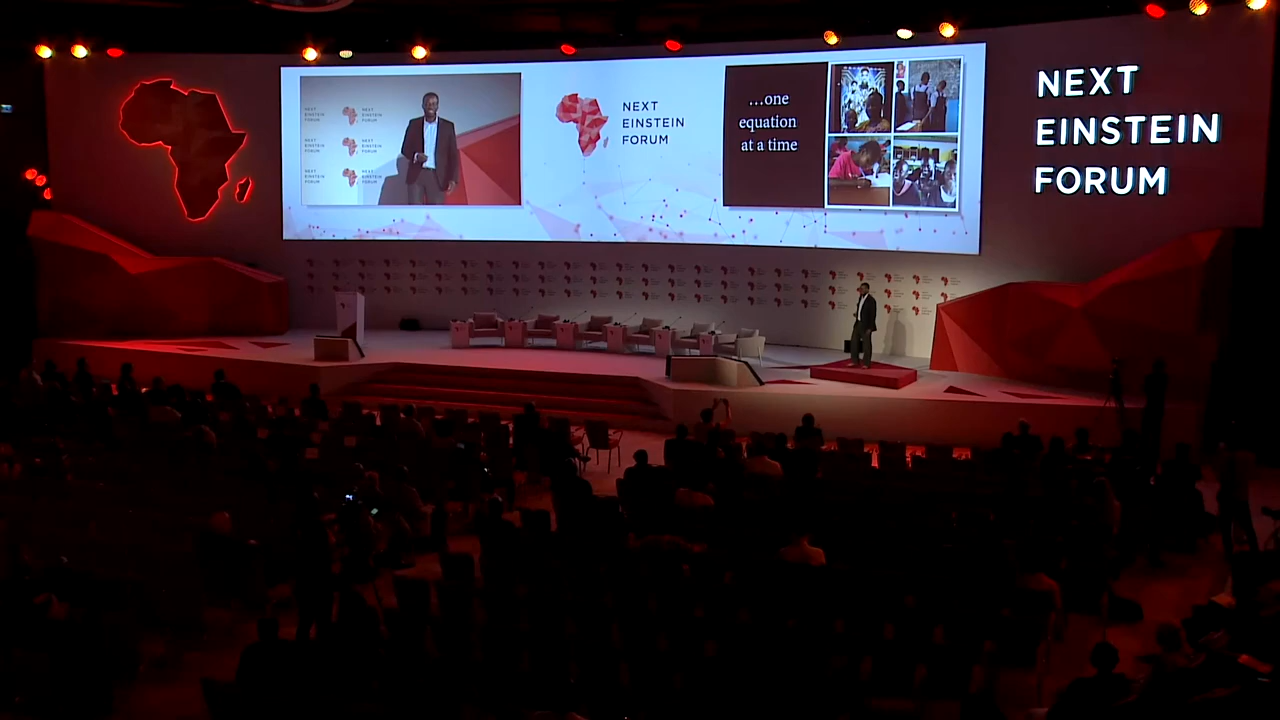 NEXT
EINSTEIN
FORUM
...one
equation
at a time
NEXT
EINSTEIN
FORUM